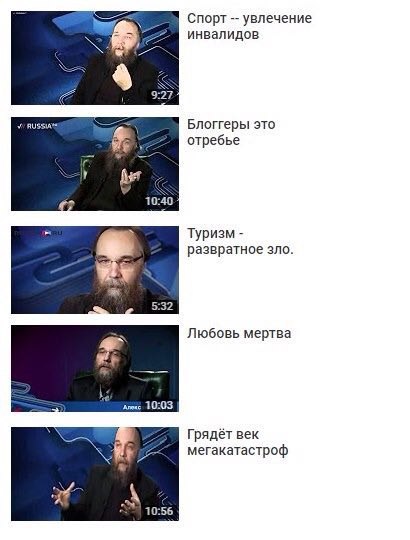 Спорт -- увлечение
инвалидов
9:27
RUSSIA
Блоггеры это
отребье
10:40
Туризм -
развратное зло.
RU
5:32
Любовь мертва
Алекс
10:03
Грядёт век
мегакатастроф
10:56